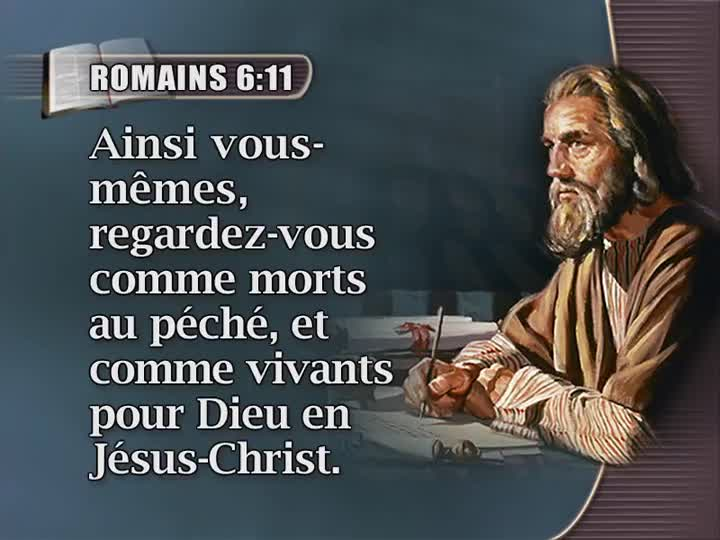 ROMAINS 6:11
Ainsi vous-
mêmes,
regardez-vous
comme morts
au péché, et
comme vivants
pour Dieu en
Jésus-Christ.